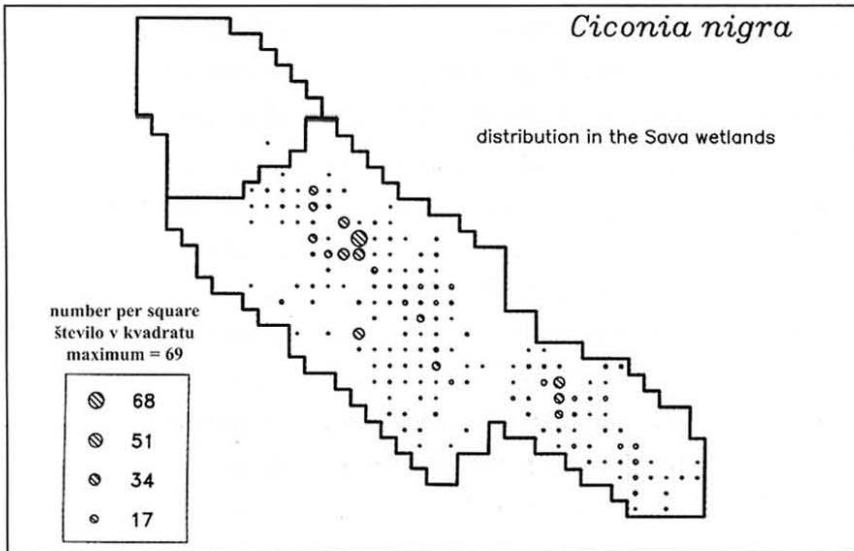 Ciconia nigra
distribution in the Sava wetlands
number per square
število v kvadratu
maximum = 69
68
51
34
17